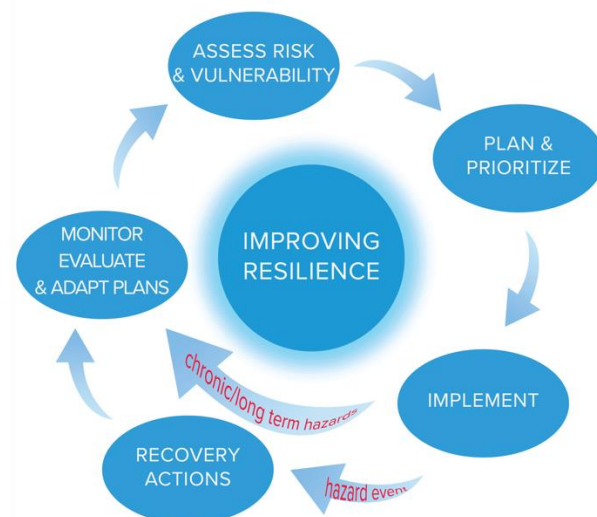 ASSESS RISK
& VULNERABILITY
PLAN &
PRIORITIZE
IMPROVING
RESILIENCE
MONITOR
EVALUATE
& ADAPT PLANS
chronic/long term hazards
IMPLEMENT
RECOVERY
ACTIONS
hazard event